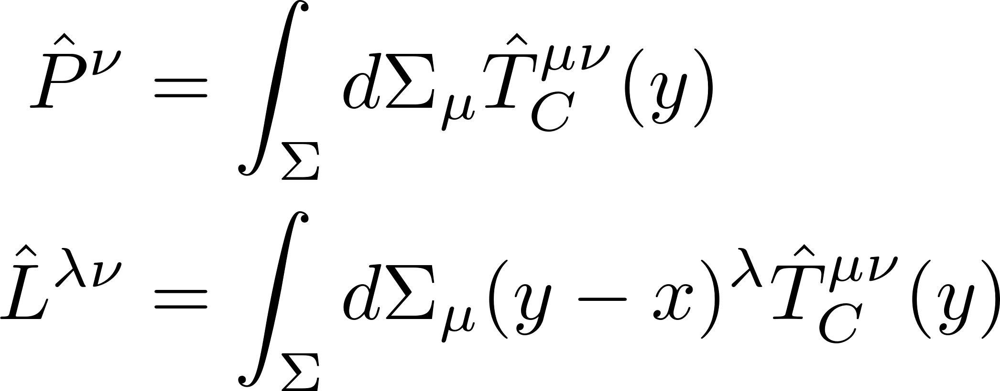 \hat{P}^{\nu} = \int_{\Sigma} d\Sigma_{\mu} \hat{T}_{C}^{\mu\nu}(y)
\hat{L}^{\lambda\nu} = \int_{\Sigma} d\Sigma_{\mu} (y - x)^{\lambda} \hat{T}_{C}^{\mu\nu}(y)